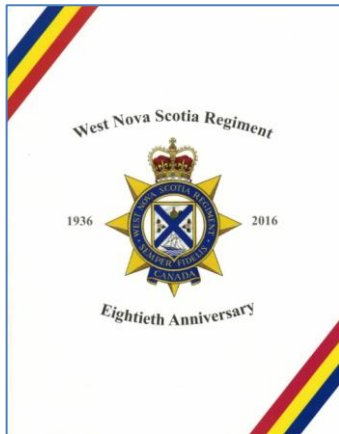 West Nova Scotia Regiment
WEST NOVA SCOTIA REGIMENT
1936
2016
SEMPER FIDELIS
CANADA
Eightieth Anniversary